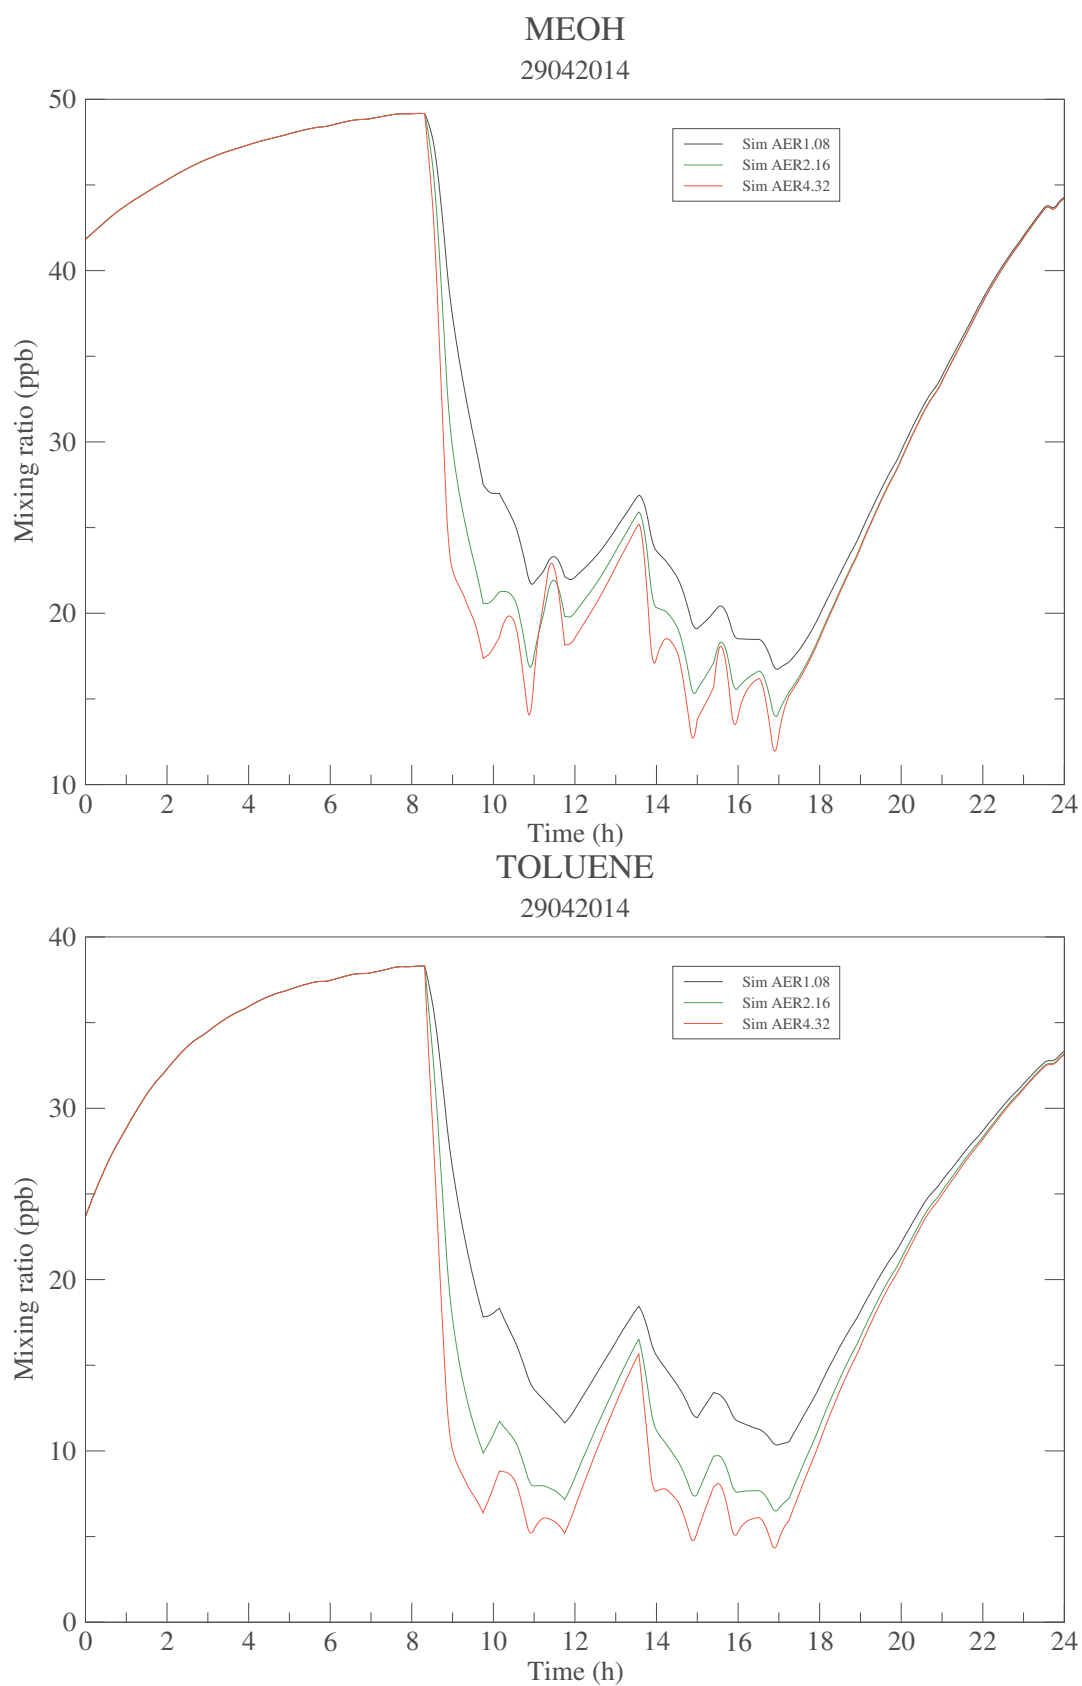 MEOH
29042014
50
40
30
20
10
Mixing ratio (ppb)
Sim AER1.08
Sim AER2.16
Sim AER4.32
0 2 4 6 8 10 12 14 16 18 20 22 24
Time (h)
TOLUENE
29042014
40
30
20
10
0
Mixing ratio (ppb)
Sim AER1.08
Sim AER2.16
Sim AER4.32
0 2 4 6 8 10 12 14 16 18 20 22 24
Time (h)